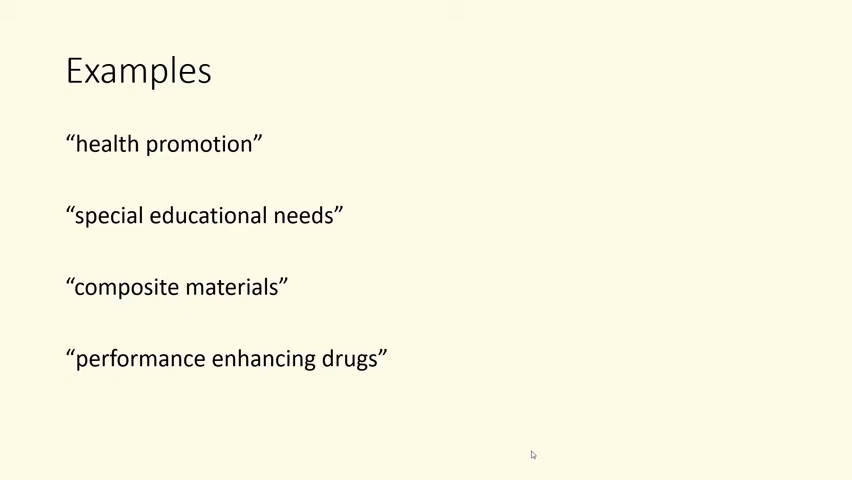 Examples
“health promotion”
“special educational needs”
“composite materials”
“performance enhancing drugs”